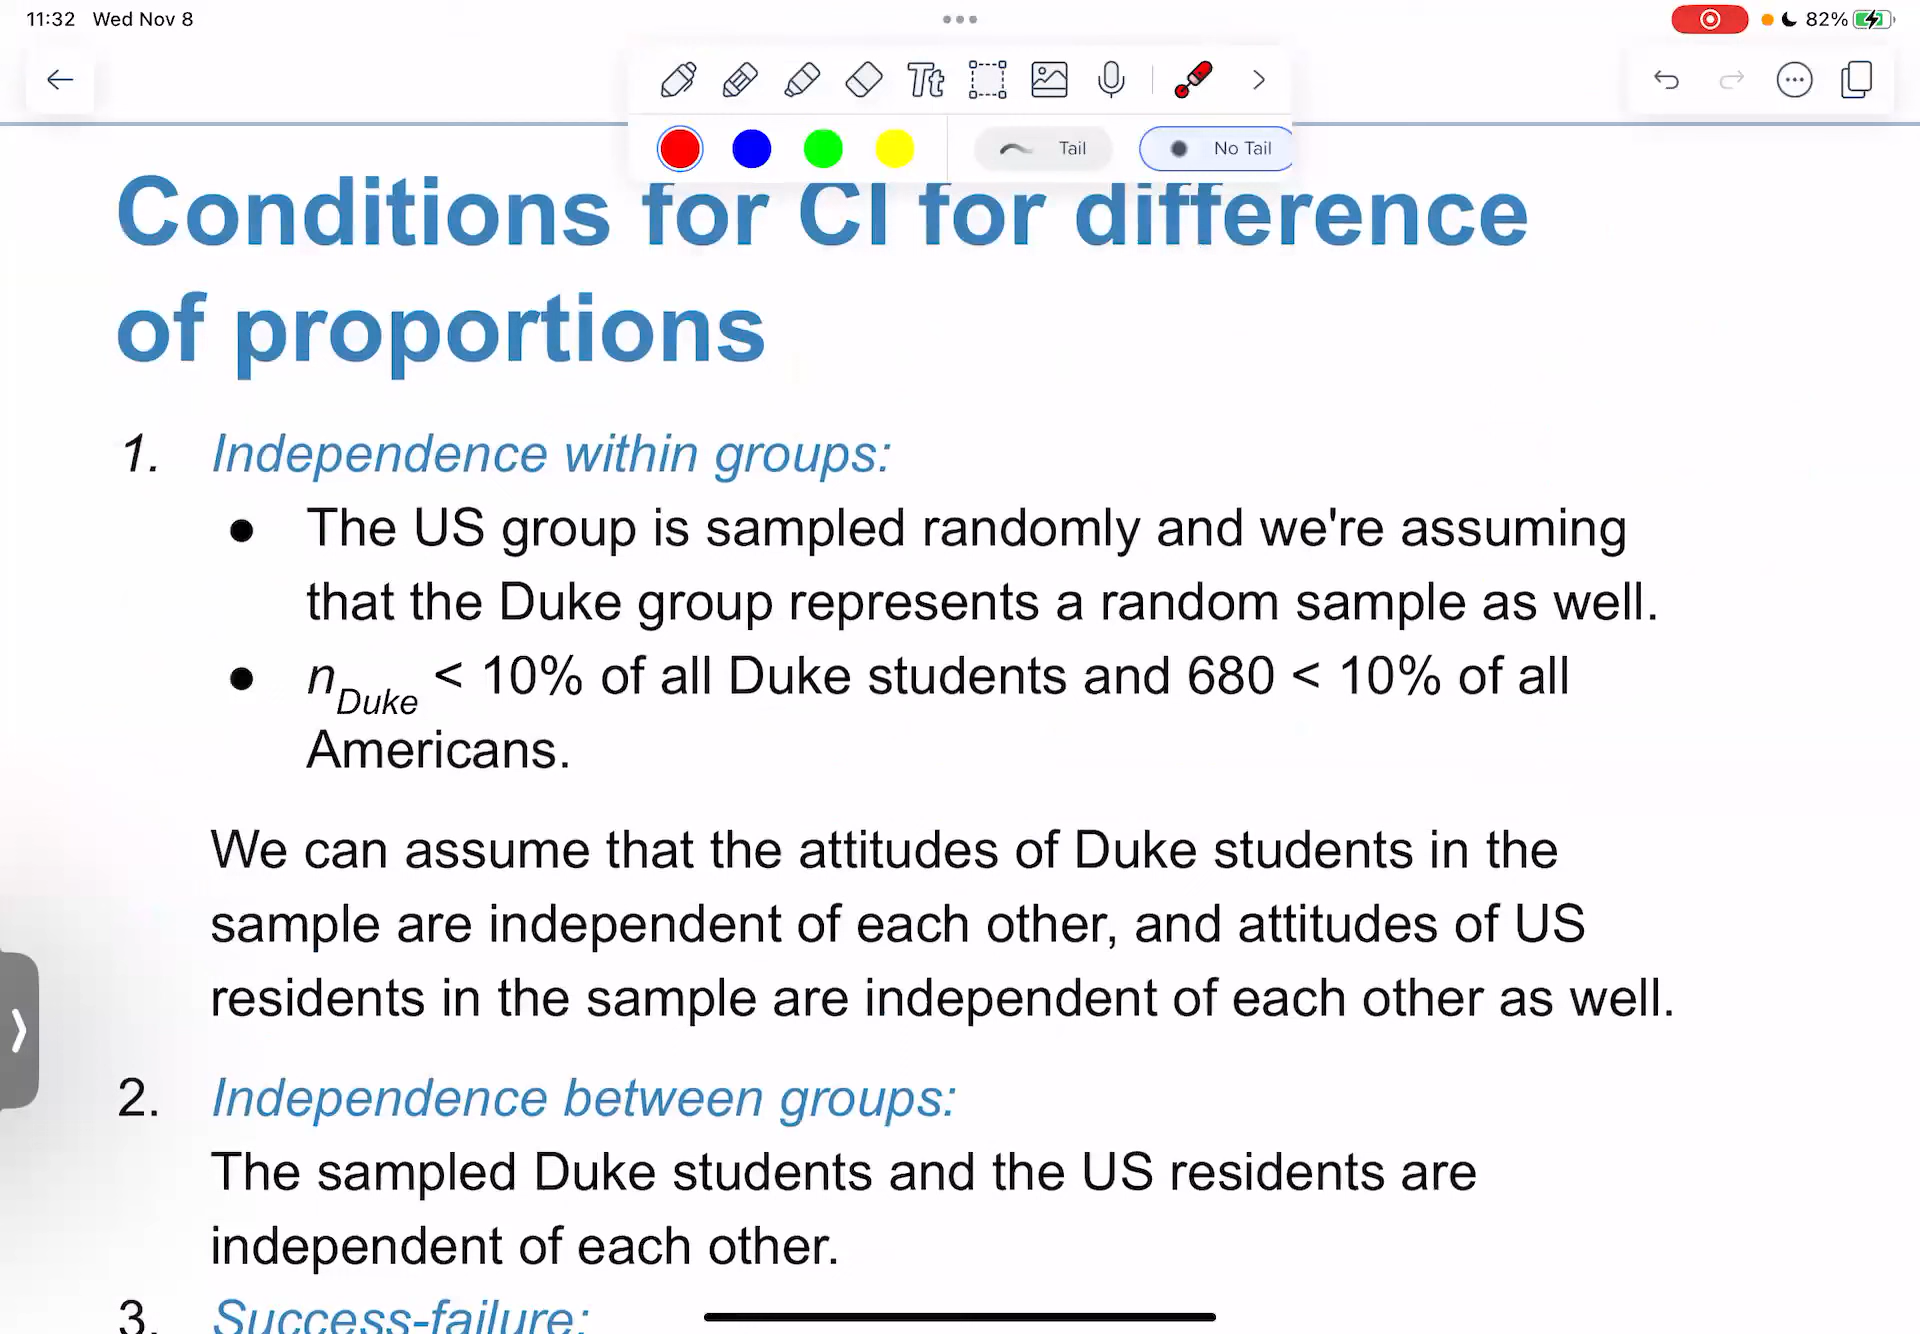 11:32 Wed Nov 8
82%
Tt
Tail
No Tail
Conditions for CI for difference
of proportions
1. Independence within groups:
● The US group is sampled randomly and we're assuming
that the Duke group represents a random sample as well.
● nDuke < 10% of all Duke students and 680 < 10% of all
Americans.
We can assume that the attitudes of Duke students in the
sample are independent of each other, and attitudes of US
residents in the sample are independent of each other as well.
2. Independence between groups:
The sampled Duke students and the US residents are
independent of each other.
3. Success-failure: